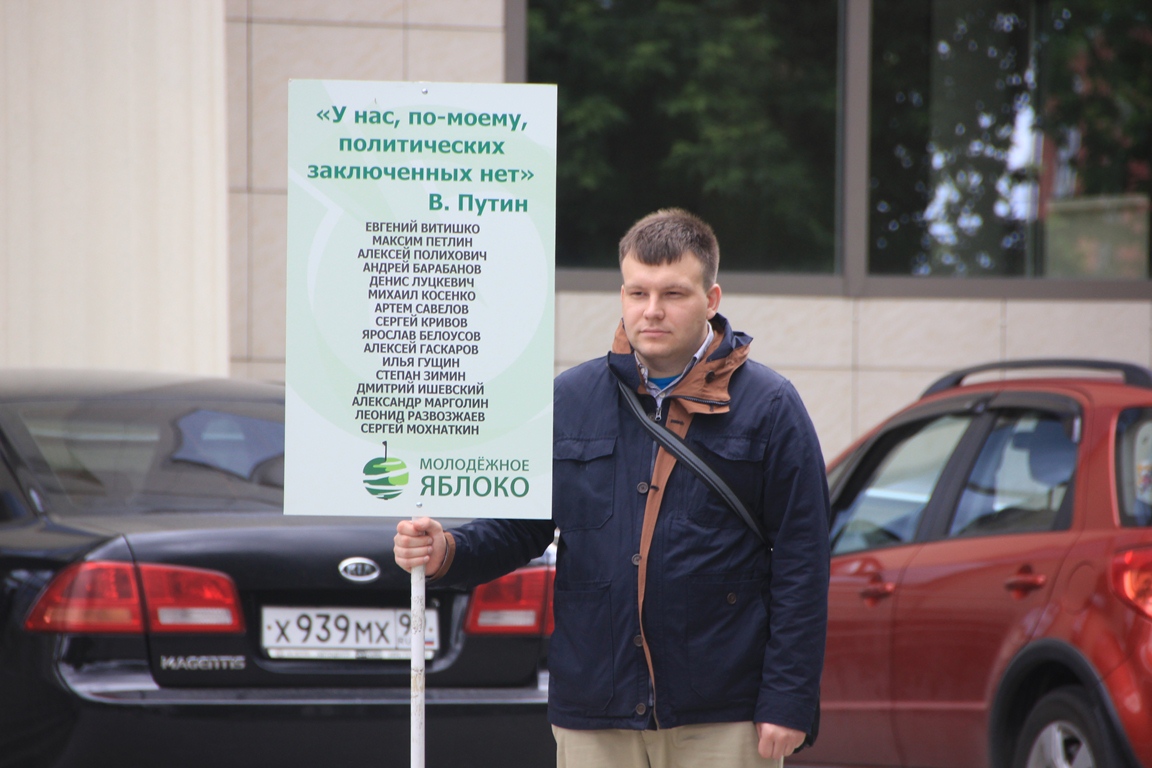 «У нас, по-моему,
политических
заключенных нет»
В. Путин
ЕВГЕНИЙ ВИТИШКО
МАКСИМ ПЕТЛИН
АЛЕКСЕЙ ПОЛИХОВИЧ
АНДРЕЙ БАРАБАНОВ
ДЕНИС ЛУЦКЕВИЧ
МИХАИЛ КОСЕНКО
АРТЕМ САВЕЛОВ
СЕРГЕЙ КРИВОВ
ЯРОСЛАВ БЕЛОУСОВ
АЛЕКСЕЙ ГАСКАРОВ
ИЛЬЯ ГУЩИН
СТЕПАН ЗИМИН
ДМИТРИЙ ИШЕВСКИЙ
АЛЕКСАНДР МАРГОЛИН
ЛЕОНИД РАЗВОЗЖАЕВ
СЕРГЕЙ МОХНАТКИН
МОЛОДЁЖНОЕ
ЯБЛОКО
KIA
Х939МХ
MAGENTIS